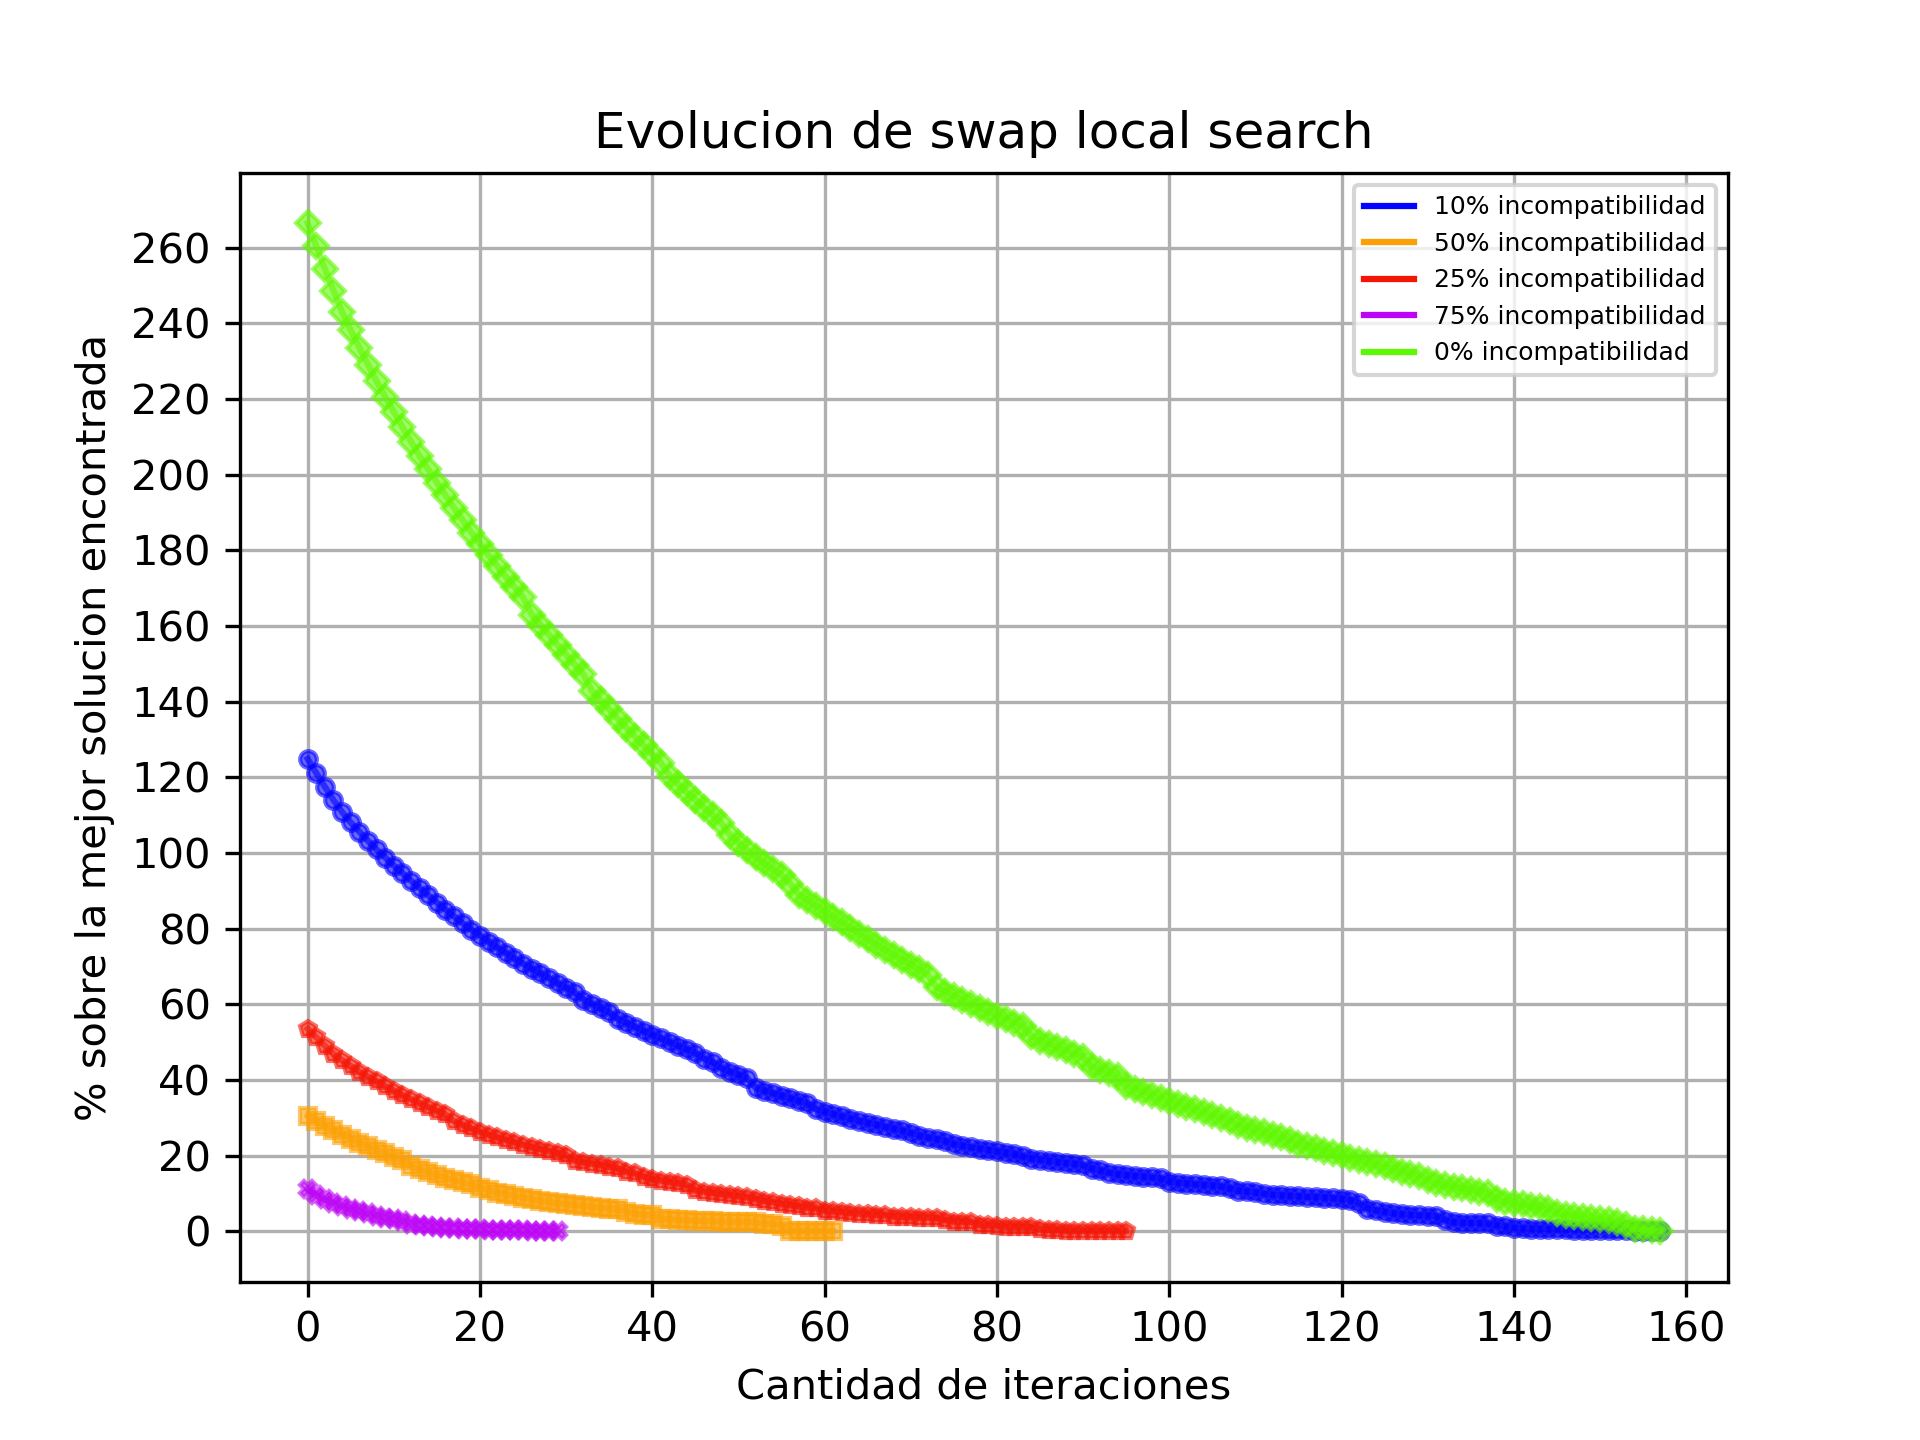 Evolucion de swap local search
% sobre la mejor solucion encontrada
260
240
220
200
180
160
140
120
100
80
60
40
20
0
10% incompatibilidad
50% incompatibilidad
25% incompatibilidad
75% incompatibilidad
0% incompatibilidad
0 20 40 60 80 100 120 140 160
Cantidad de iteraciones